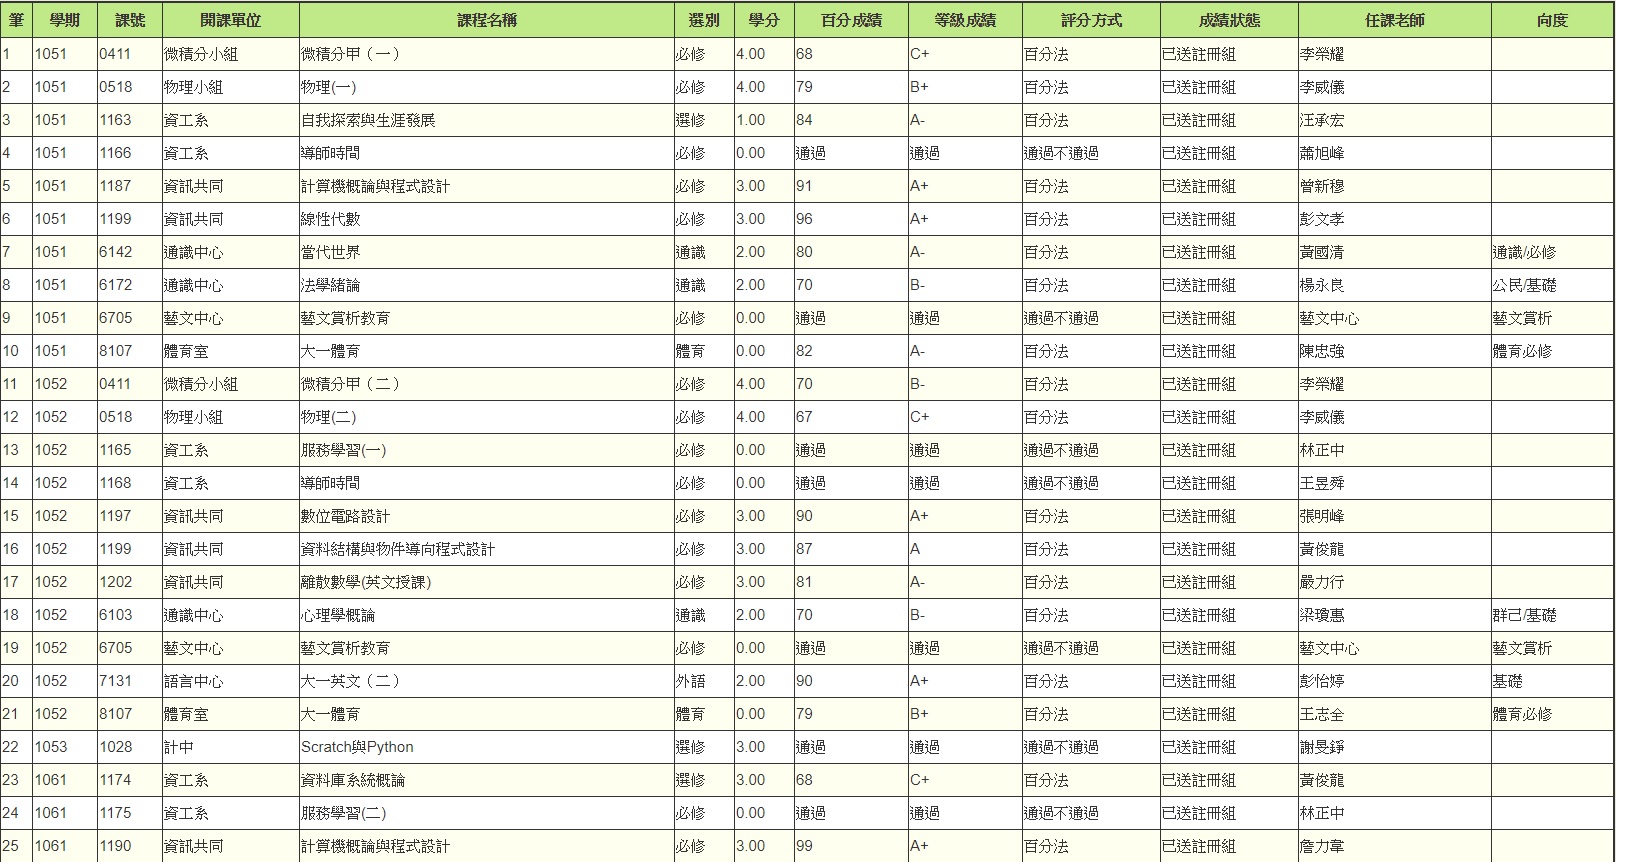 筆 學期 課號 開課單位 課程名稱 選別 學分 百分成績 等級成績 評分方式 成績狀態 任課老師 向度
1 1051 0411 微積分小組 微積分甲（一） 必修 4.00 68 C+ 百分法 已送註冊組 李榮耀
2 1051 0518 物理小組 物理(一) 必修 4.00 79 B+ 百分法 已送註冊組 李威儀
3 1051 1163 資工系 自我探索與生涯發展 選修 1.00 84 A- 百分法 已送註冊組 汪承宏
4 1051 1166 資工系 導師時間 必修 0.00 通過 通過 通過不通過 已送註冊組 蕭旭峰
5 1051 1187 資訊共同 計算機概論與程式設計 必修 3.00 91 A+ 百分法 已送註冊組 曾新穆
6 1051 1199 資訊共同 線性代數 必修 3.00 96 A+ 百分法 已送註冊組 彭文孝
7 1051 6142 通識中心 當代世界 通識 2.00 80 A- 百分法 已送註冊組 黃國清 通識/必修
8 1051 6172 通識中心 法學緒論 通識 2.00 70 B- 百分法 已送註冊組 楊永良 公民/基礎
9 1051 6705 藝文中心 藝文賞析教育 必修 0.00 通過 通過 通過不通過 已送註冊組 藝文中心 藝文賞析
10 1051 8107 體育室 大一體育 體育 0.00 82 A- 百分法 已送註冊組 陳忠強 體育必修
11 1052 0411 微積分小組 微積分甲（二） 必修 4.00 70 B- 百分法 已送註冊組 李榮耀
12 1052 0518 物理小組 物理(二) 必修 4.00 67 C+ 百分法 已送註冊組 李威儀
13 1052 1165 資工系 服務學習(一) 必修 0.00 通過 通過 通過不通過 已送註冊組 林正中
14 1052 1168 資工系 導師時間 必修 0.00 通過 通過 通過不通過 已送註冊組 王昱舜
15 1052 1197 資訊共同 數位電路設計 必修 3.00 90 A+ 百分法 已送註冊組 張明峰
16 1052 1199 資訊共同 資料結構與物件導向程式設計 必修 3.00 87 A 百分法 已送註冊組 黃俊龍
17 1052 1202 資訊共同 離散數學(英文授課) 必修 3.00 81 A- 百分法 已送註冊組 嚴力行
18 1052 6103 通識中心 心理學概論 通識 2.00 70 B- 百分法 已送註冊組 梁瓊惠 群己/基礎
19 1052 6705 藝文中心 藝文賞析教育 必修 0.00 通過 通過 通過不通過 已送註冊組 藝文中心 藝文賞析
20 1052 7131 語言中心 大一英文（二） 外語 2.00 90 A+ 百分法 已送註冊組 彭怡婷 基礎
21 1052 8107 體育室 大一體育 體育 0.00 79 B+ 百分法 已送註冊組 王志全 體育必修
22 1053 1028 計中 Scratch與Python 選修 3.00 通過 通過 通過不通過 已送註冊組 謝旻錚
23 1061 1174 資工系 資料庫系統概論 選修 3.00 68 C+ 百分法 已送註冊組 黃俊龍
24 1061 1175 資工系 服務學習(二) 必修 0.00 通過 通過 通過不通過 已送註冊組 林正中
25 1061 1190 資訊共同 計算機概論與程式設計 必修 3.00 99 A+ 百分法 已送註冊組 詹力韋